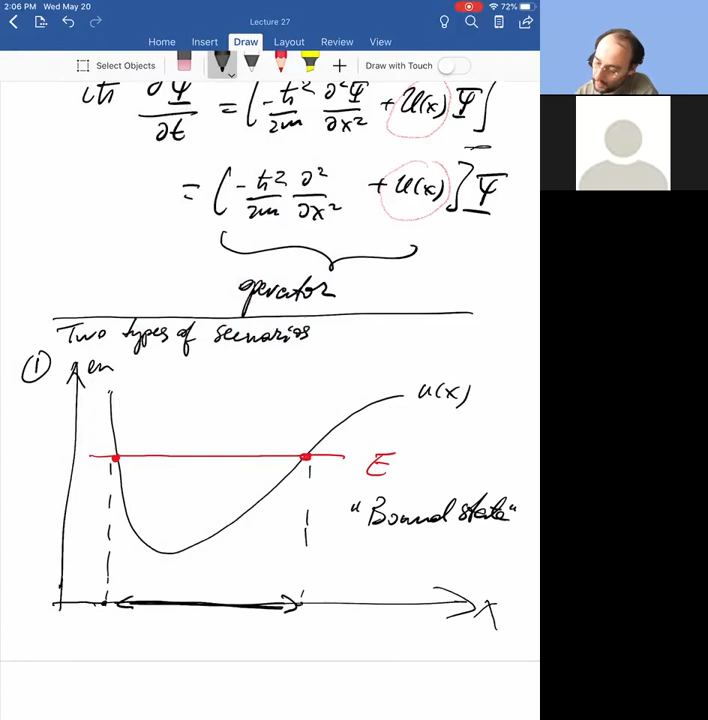 2:06 PM Wed May 20
72%
Lecture 27
Home Insert Draw Layout Review View
Select Objects
Draw with Touch
iħ ∂Ψ/∂t = [-ħ²/2m ∂²Ψ/∂x² + U(x)Ψ]
= [-ħ²/2m ∂²/∂x² + U(x)]Ψ
operator
Two types of scenarios
① en
U(x)
E
"Bound state"
x